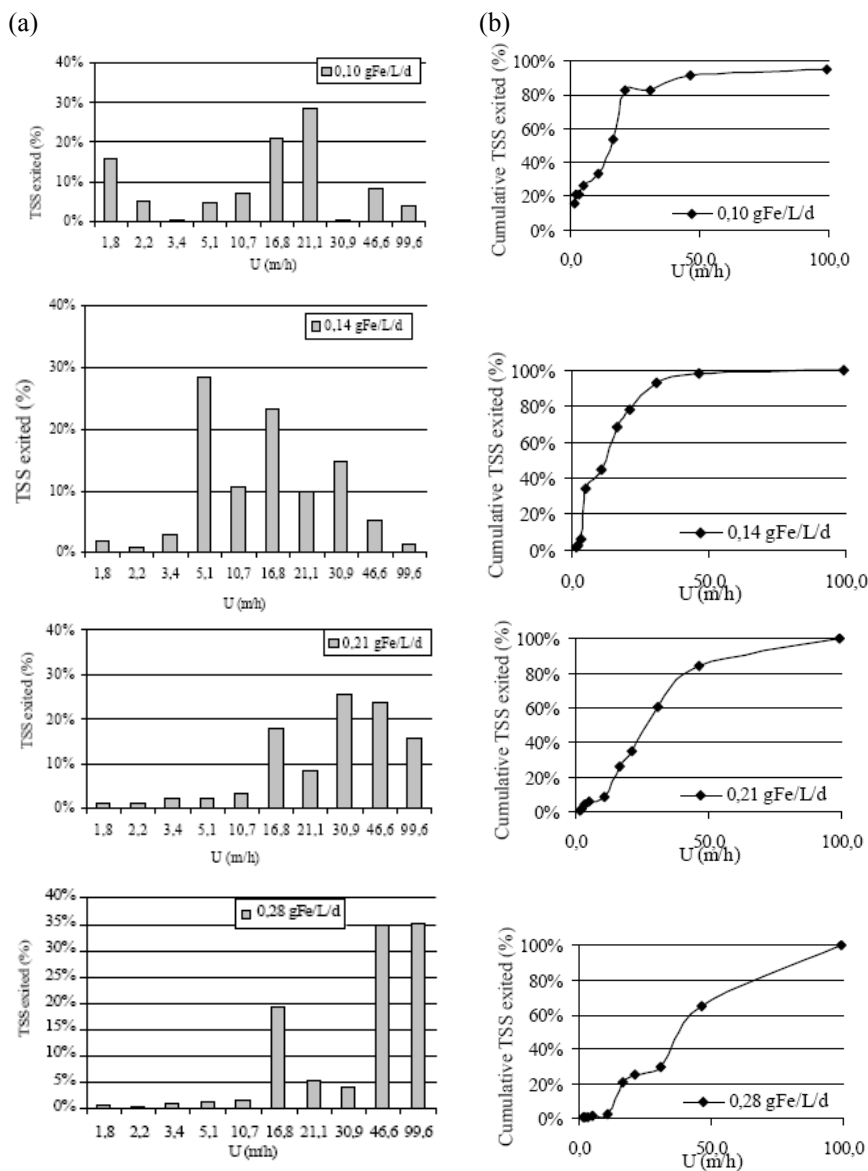 (a)
(b)
TSS exited (%)
40%
30%
20%
10%
0%
0,10 gFe/L/d
1,8 2,2 3,4 5,1 10,7 16,8 21,1 30,9 46,6 99,6
U (m/h)
Cumulative TSS exited (%)
100%
80%
60%
40%
20%
0%
0,10 gFe/L/d
0,0 50,0 100,0
U (m/h)
TSS exited (%)
40%
30%
20%
10%
0%
0,14 gFe/L/d
1,8 2,2 3,4 5,1 10,7 16,8 21,1 30,9 46,6 99,6
U (m/h)
Cumulative TSS exited (%)
100%
80%
60%
40%
20%
0%
0,14 gFe/L/d
0,0 50,0 100,0
U (m/h)
TSS exited (%)
40%
30%
20%
10%
0%
0,21 gFe/L/d
1,8 2,2 3,4 5,1 10,7 16,8 21,1 30,9 46,6 99,6
U (m/h)
Cumulative TSS exited (%)
100%
80%
60%
40%
20%
0%
0,21 gFe/L/d
0,0 50,0 100,0
U (m/h)
TSS exited (%)
40%
35%
30%
25%
20%
15%
10%
5%
0%
0,28 gFe/L/d
1,8 2,2 3,4 5,1 10,7 16,8 21,1 30,9 46,6 99,6
U (m/h)
Cumulative TSS exited (%)
100%
80%
60%
40%
20%
0%
0,28 gFe/L/d
0,0 50,0 100,0
U (m/h)